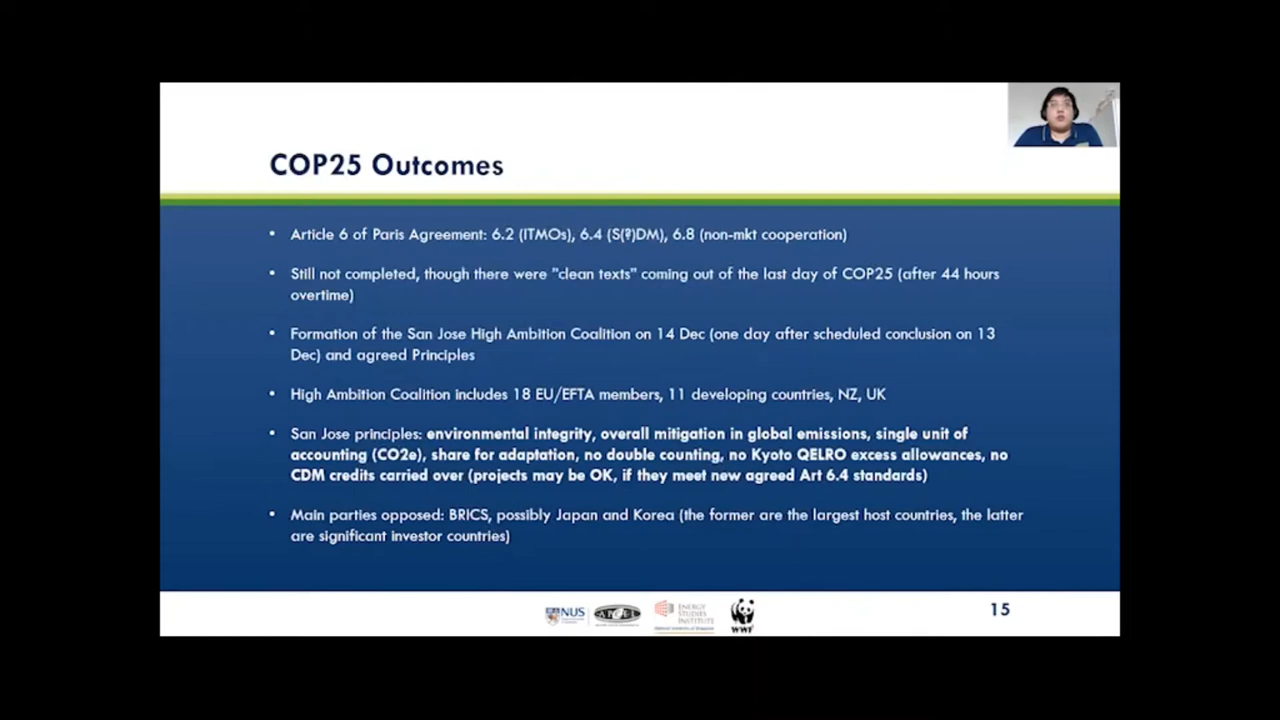 COP25 Outcomes
• Article 6 of Paris Agreement: 6.2 (ITMOs), 6.4 (S(?)DM), 6.8 (non-mkt cooperation)
• Still not completed, though there were "clean texts" coming out of the last day of COP25 (after 44 hours
overtime)
• Formation of the San Jose High Ambition Coalition on 14 Dec (one day after scheduled conclusion on 13
Dec) and agreed Principles
• High Ambition Coalition includes 18 EU/EFTA members, 11 developing countries, NZ, UK
• San Jose principles: environmental integrity, overall mitigation in global emissions, single unit of
accounting (CO2e), share for adaptation, no double counting, no Kyoto QELRO excess allowances, no
CDM credits carried over (projects may be OK, if they meet new agreed Art 6.4 standards)
• Main parties opposed: BRICS, possibly Japan and Korea (the former are the largest host countries, the latter
are significant investor countries)
NUS
ENERGY
STUDIES
INSTITUTE
WWF
15